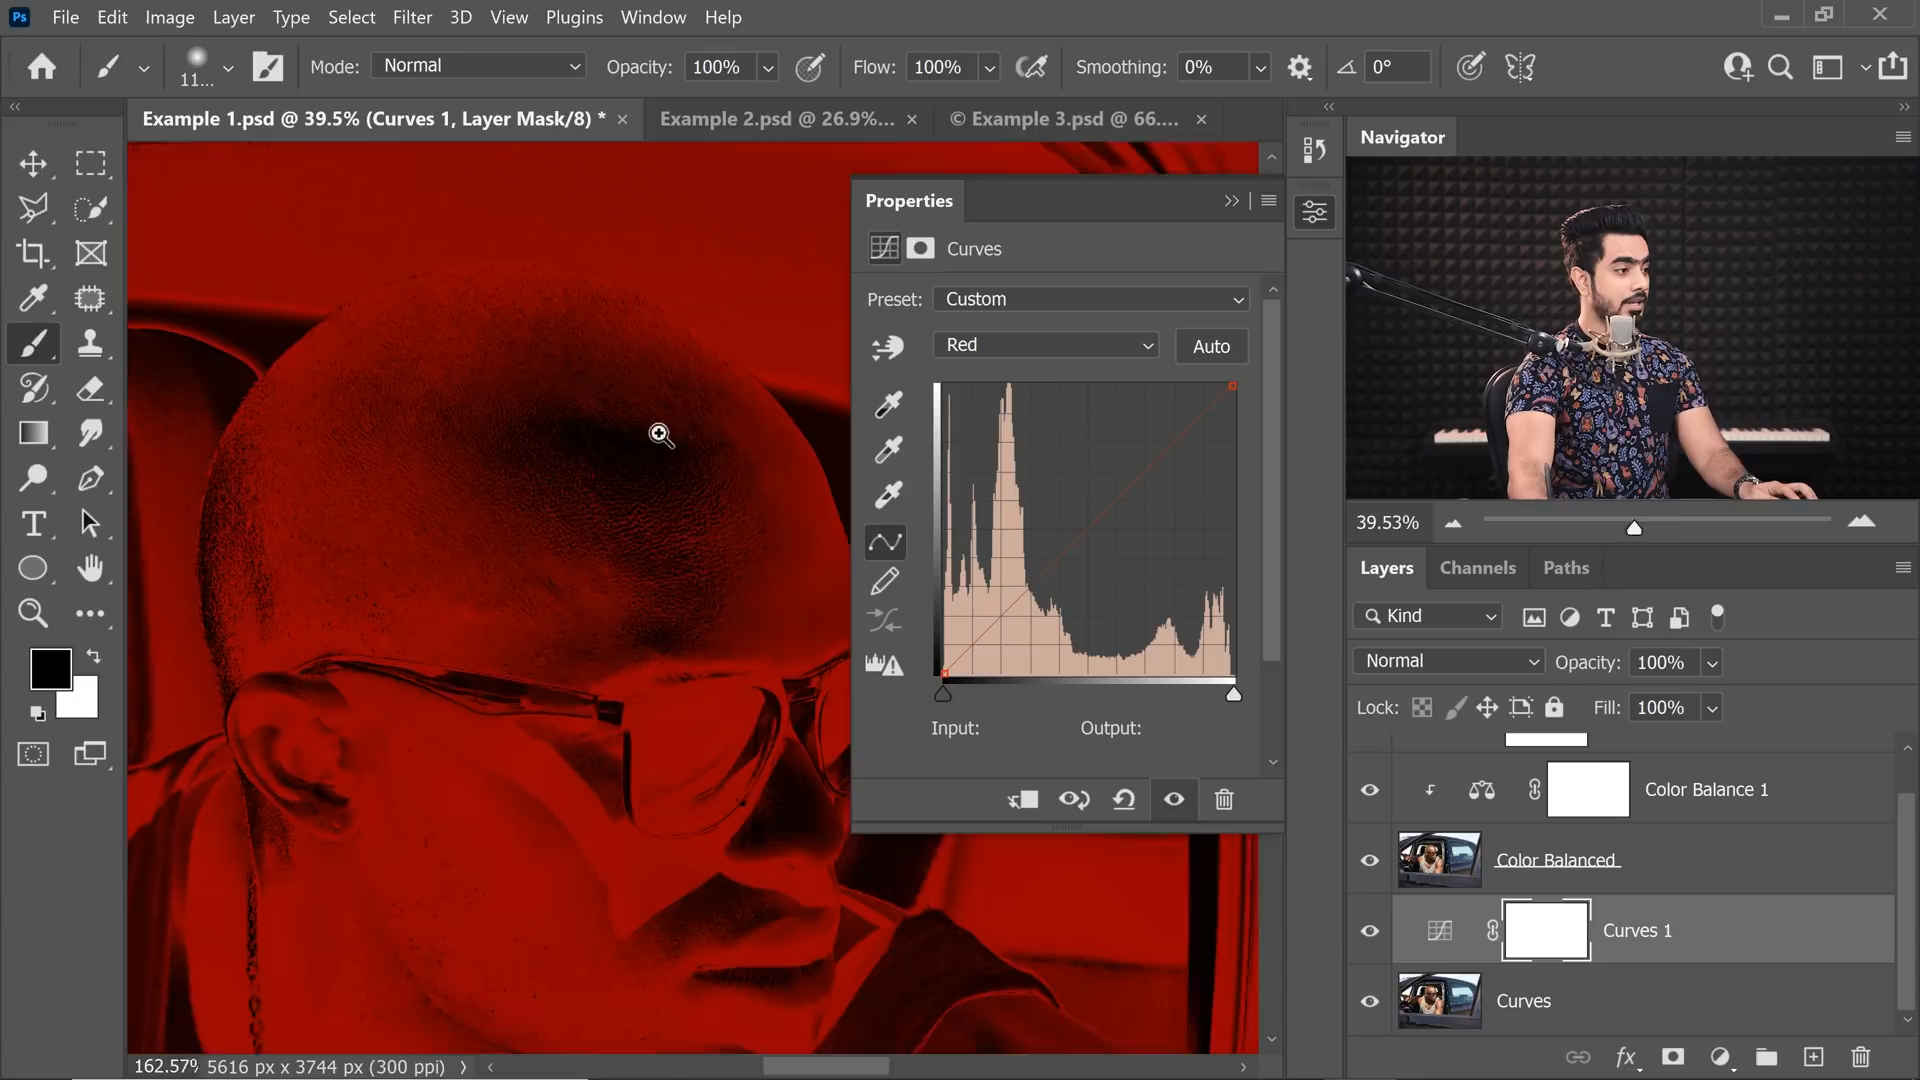 Ps File Edit Image Layer Type Select Filter 3D View Plugins Window Help
11... Mode: Normal Opacity: 100% Flow: 100% Smoothing: 0% 0°
Example 1.psd @ 39.5% (Curves 1, Layer Mask/8) * × Example 2.psd @ 26.9%... × © Example 3.psd @ 66.... ×
Navigator
Properties
Curves
Preset: Custom
Red Auto
Input: Output:
39.53%
Layers Channels Paths
Kind
Normal Opacity: 100%
Lock: Fill: 100%
Color Balance 1
Color Balanced
Curves 1
Curves
fx
162.57% 5616 px x 3744 px (300 ppi)